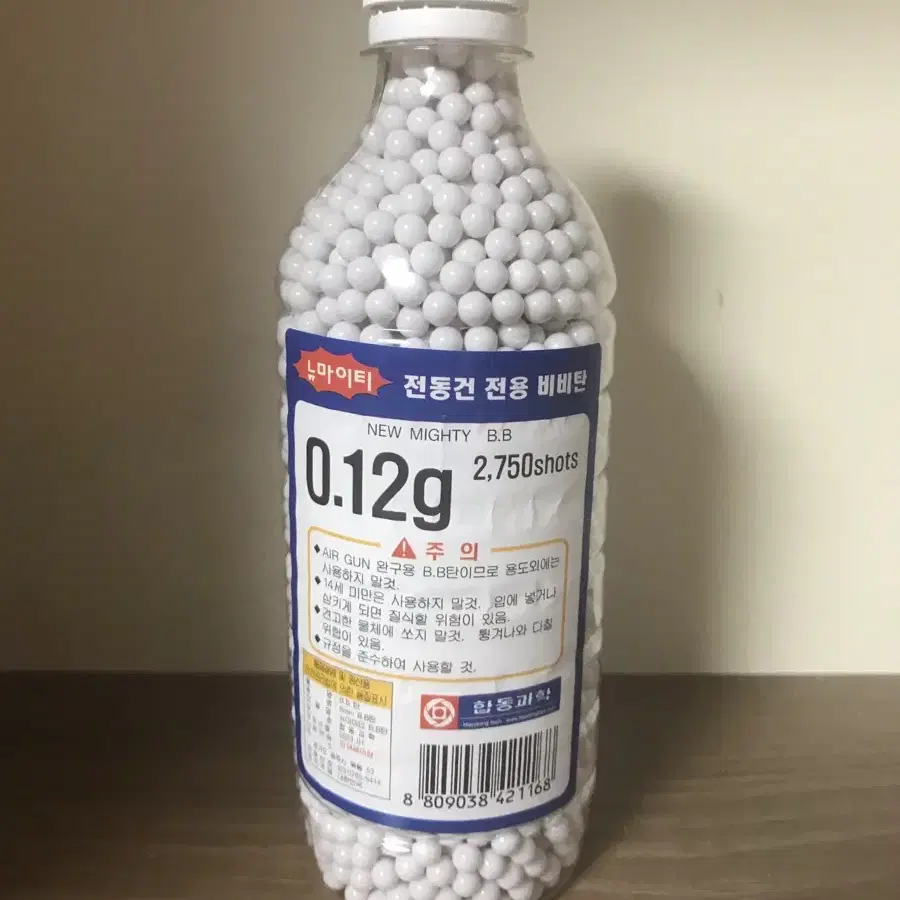 뉴마이티 전동건 전용 비비탄
NEW MIGHTY B.B
0.12g 2,750shots
주 의
◆AIR GUN 완구용 B.B탄이므로 용도외에는
사용하지 말것.
◆14세 미만은 사용하지 말것, 입에 넣거나
삼키게 되면 질식할 위험이 있음.
◆견고한 물체에 쏘지 말것. 튕겨나와 다칠
위험이 있음.
◆규정을 준수하여 사용할 것.
합동과학
8 809038 421168